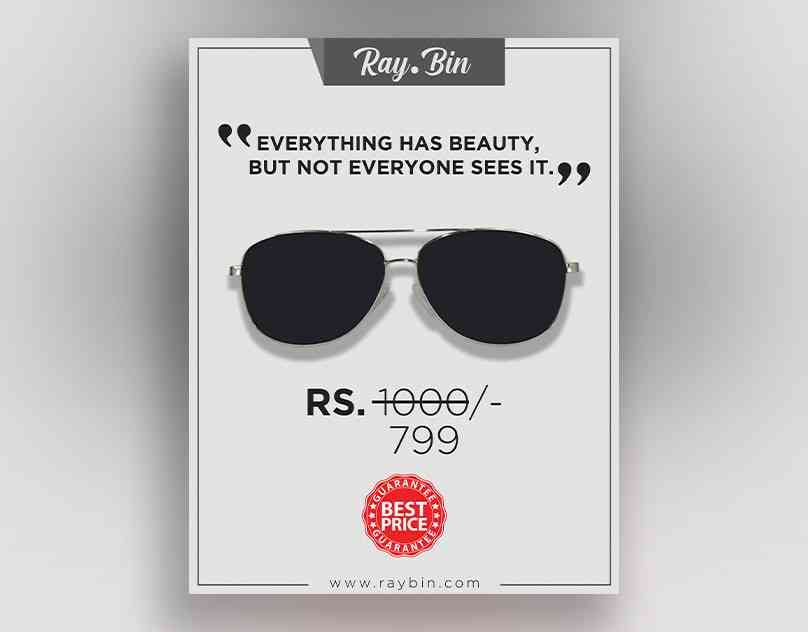 Ray.Bin
"EVERYTHING HAS BEAUTY,
BUT NOT EVERYONE SEES IT."
RS. 1000/-
799
GUARANTEE
BEST
PRICE
GUARANTEE
www.raybin.com